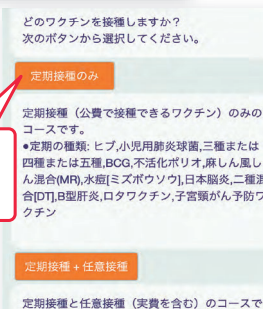 どのワクチンを接種しますか？
次のボタンから選択してください。
定期接種のみ
定期接種（公費で接種できるワクチン）のみの
コースです。
●定期の種類: ヒブ,小児用肺炎球菌,三種または
四種または五種,BCG,不活化ポリオ,麻しん風し
ん混合(MR),水痘[ミズボウソウ],日本脳炎,二種混
合[DT],B型肝炎,ロタワクチン,子宮頸がん予防ワ
クチン
定期接種＋任意接種
定期接種と任意接種（実費を含む）のコースで